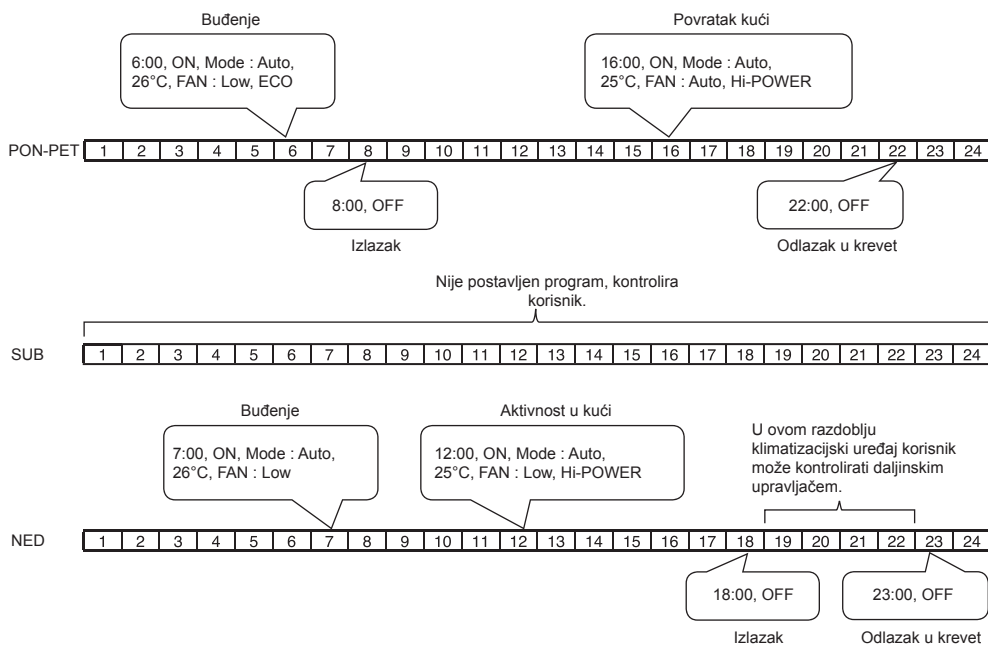 Buđenje
6:00, ON, Mode : Auto,
26°C, FAN : Low, ECO
Povratak kući
16:00, ON, Mode : Auto,
25°C, FAN : Auto, Hi-POWER
PON-PET 1 2 3 4 5 6 7 8 9 10 11 12 13 14 15 16 17 18 19 20 21 22 23 24
8:00, OFF
Izlazak
22:00, OFF
Odlazak u krevet
Nije postavljen program, kontrolira
korisnik.
SUB 1 2 3 4 5 6 7 8 9 10 11 12 13 14 15 16 17 18 19 20 21 22 23 24
Buđenje
7:00, ON, Mode : Auto,
26°C, FAN : Low
Aktivnost u kući
12:00, ON, Mode : Auto,
25°C, FAN : Low, Hi-POWER
U ovom razdoblju
klimatizacijski uređaj korisnik
može kontrolirati daljinskim
upravljačem.
NED 1 2 3 4 5 6 7 8 9 10 11 12 13 14 15 16 17 18 19 20 21 22 23 24
18:00, OFF
Izlazak
23:00, OFF
Odlazak u krevet